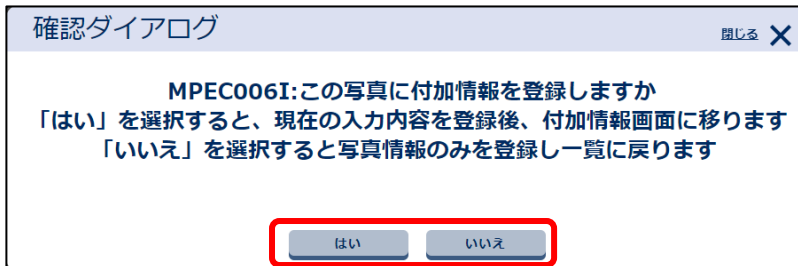 確認ダイアログ
閉じる
MPEC006I:この写真に付加情報を登録しますか
「はい」を選択すると、現在の入力内容を登録後、付加情報画面に移ります
「いいえ」を選択すると写真情報のみを登録し一覧に戻ります
はい いいえ